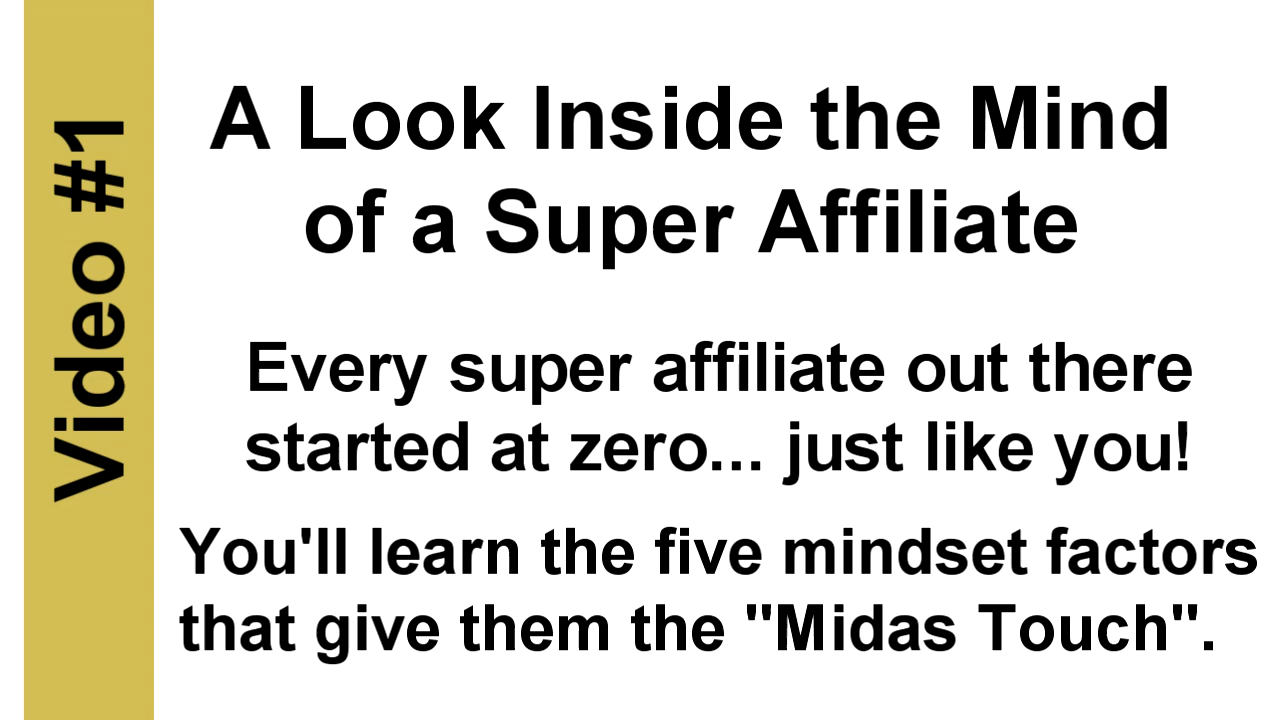 Video #1
A Look Inside the Mind
of a Super Affiliate
Every super affiliate out there
started at zero... just like you!
You'll learn the five mindset factors
that give them the "Midas Touch".